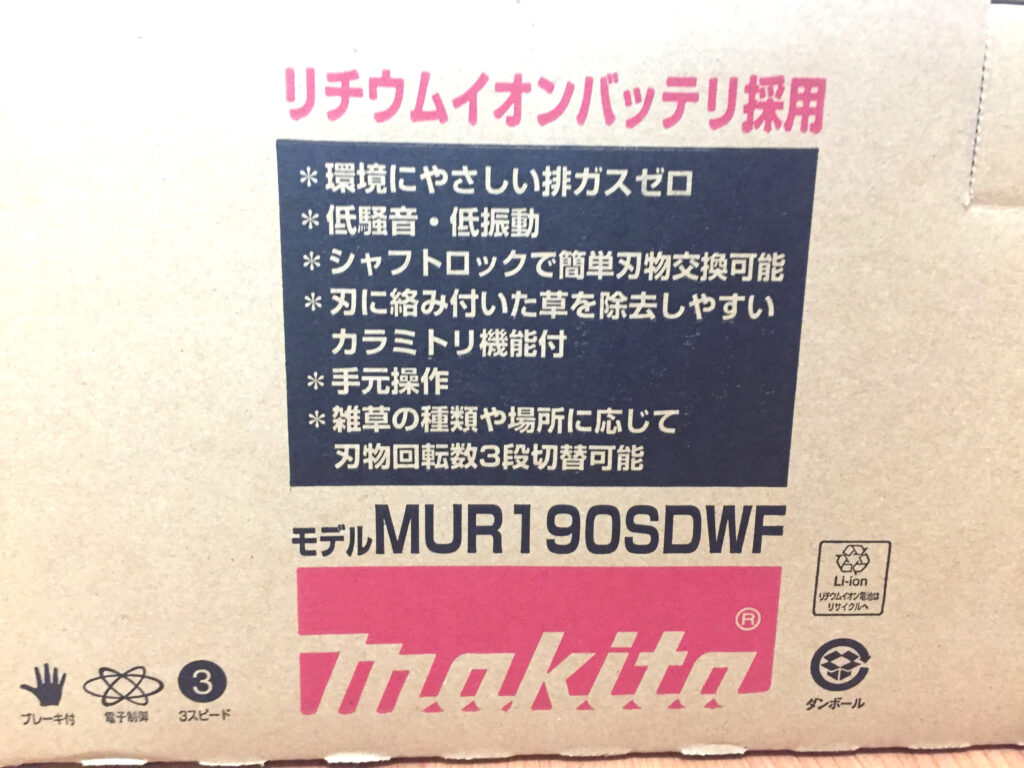 リチウムイオンバッテリ採用
＊環境にやさしい排ガスゼロ
＊低騒音・低振動
＊シャフトロックで簡単刃物交換可能
＊刃に絡み付いた草を除去しやすい
カラミトリ機能付
＊手元操作
＊雑草の種類や場所に応じて
刃物回転数3段切替可能
モデルMUR190SDWF
makita®
Li-ion
リチウムイオン電池は
リサイクルへ
3
ブレーキ付
電子制御
3スピード
ダンボール